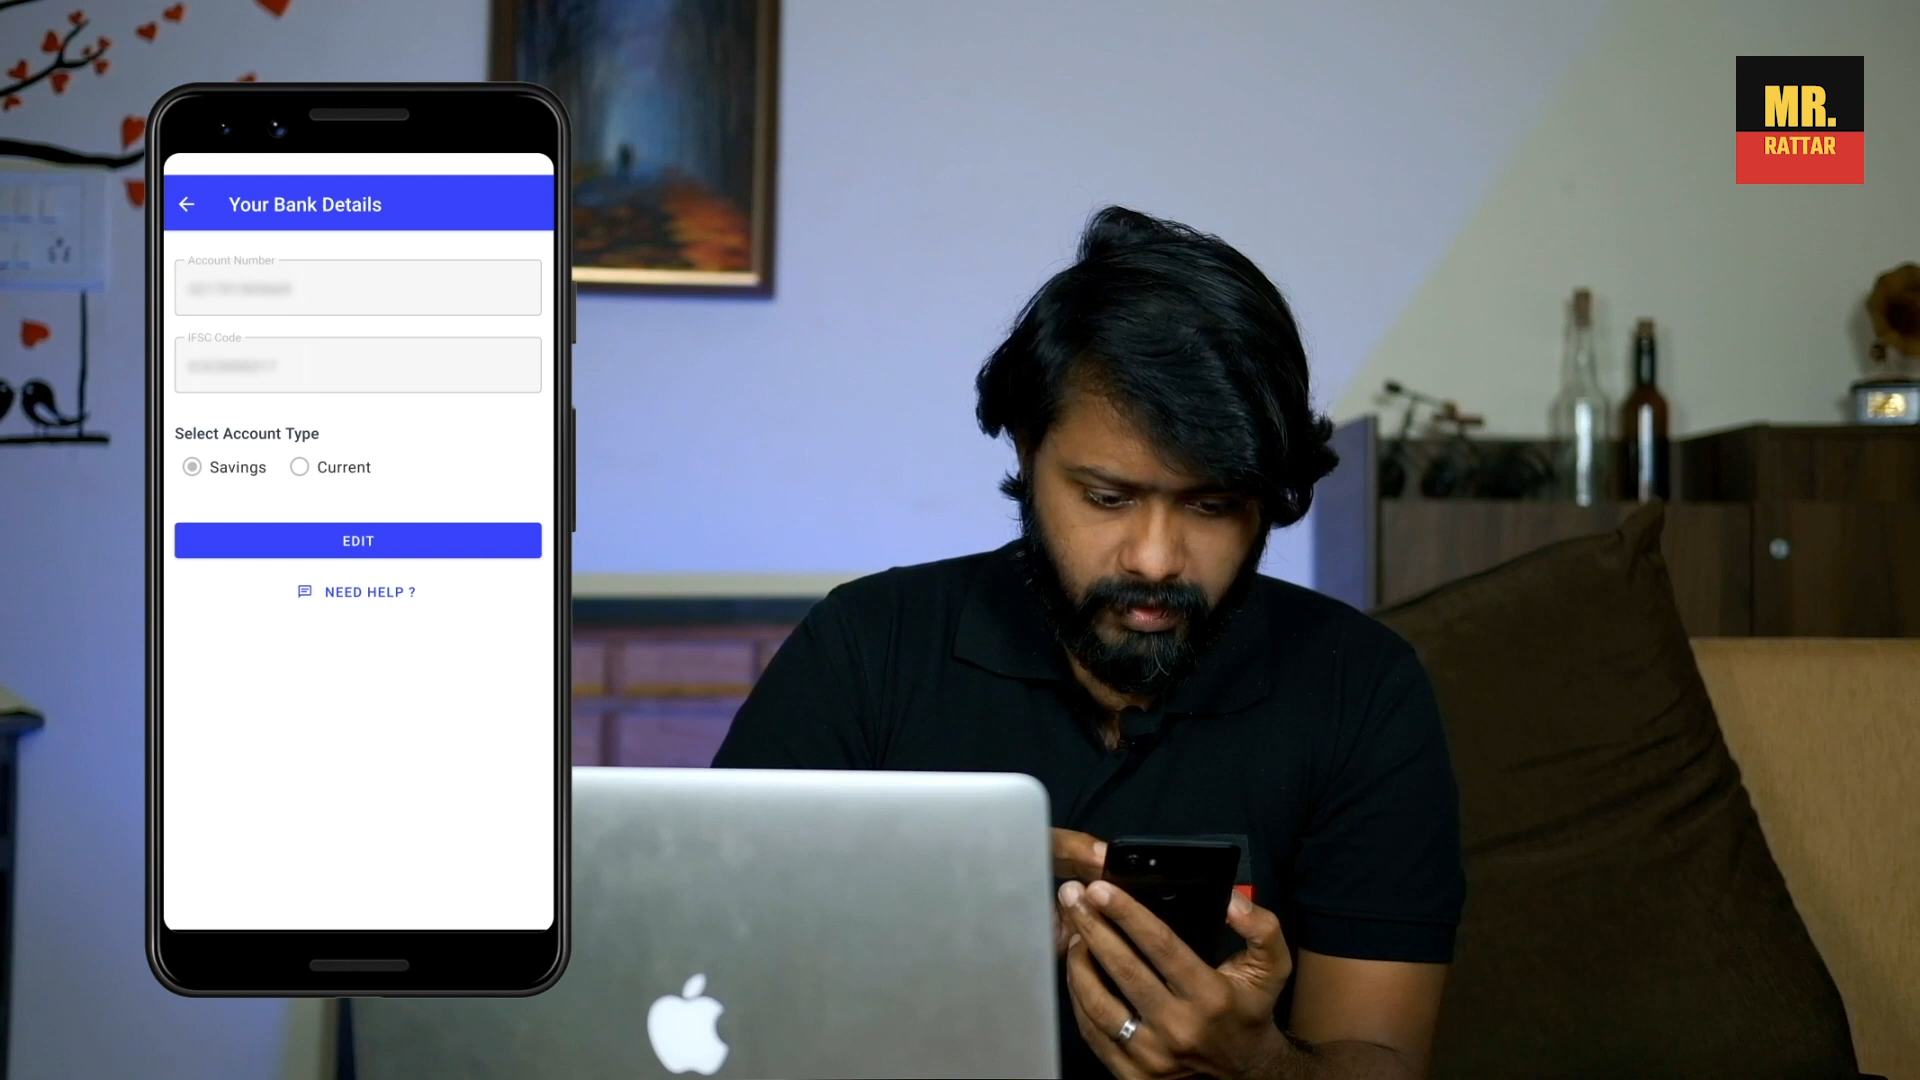 Your Bank Details
Account Number
IFSC Code
Select Account Type
Savings
Current
EDIT
NEED HELP ?
MR.
RATTAR